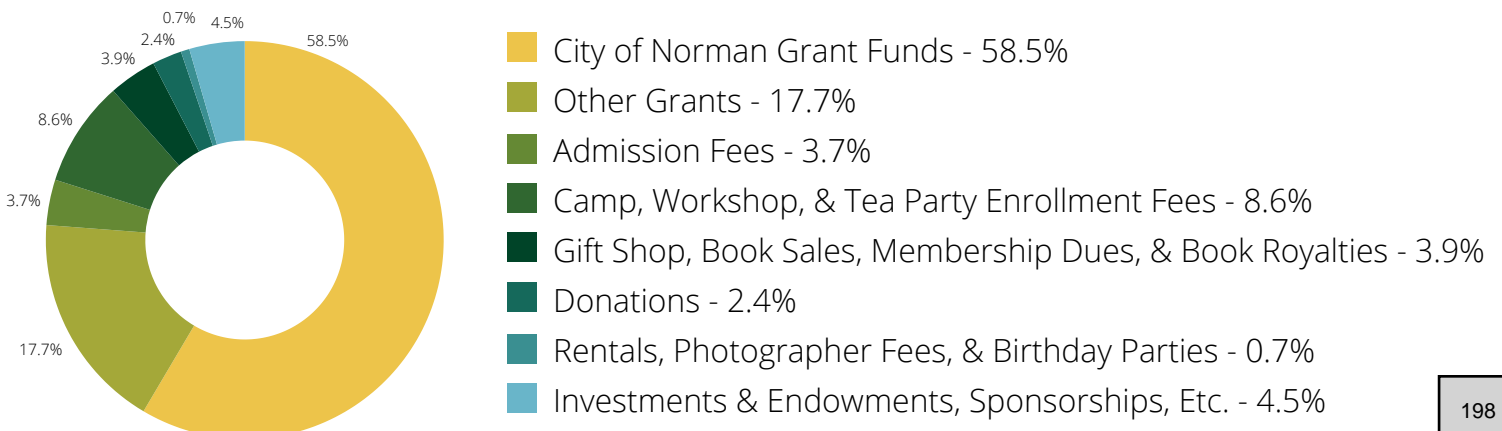 0.7%
4.5%
2.4%
58.5%
3.9%
8.6%
3.7%
17.7%
City of Norman Grant Funds - 58.5%
Other Grants - 17.7%
Admission Fees - 3.7%
Camp, Workshop, & Tea Party Enrollment Fees - 8.6%
Gift Shop, Book Sales, Membership Dues, & Book Royalties - 3.9%
Donations - 2.4%
Rentals, Photographer Fees, & Birthday Parties - 0.7%
Investments & Endowments, Sponsorships, Etc. - 4.5%
198